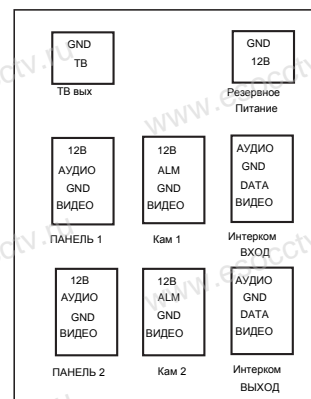 GND
ТВ
ТВ вых
GND
12В
Резервное
Питание
12В
АУДИО
GND
ВИДЕО
ПАНЕЛЬ 1
12В
ALM
GND
ВИДЕО
Кам 1
АУДИО
GND
DATA
ВИДЕО
Интерком
ВХОД
12В
АУДИО
GND
ВИДЕО
ПАНЕЛЬ 2
12В
ALM
GND
ВИДЕО
Кам 2
АУДИО
GND
DATA
ВИДЕО
Интерком
ВЫХОД